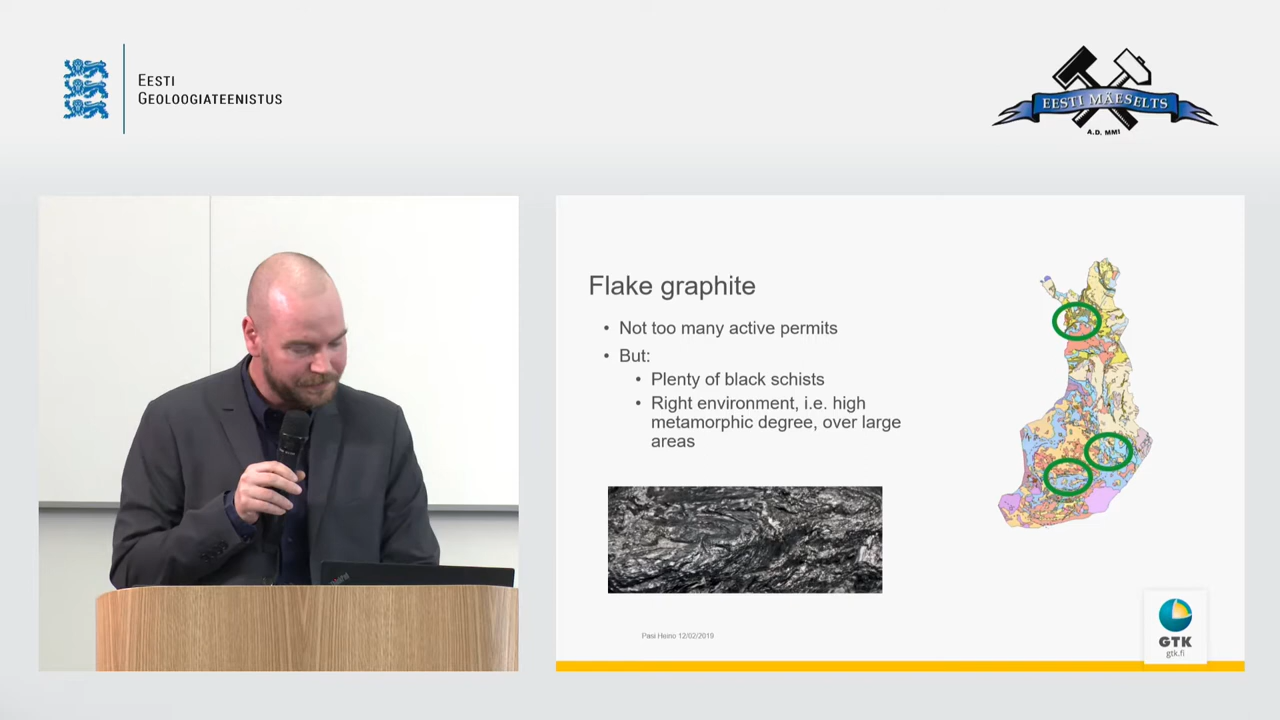 EESTI
GEOLOOGIATEENISTUS
EESTI MÄESELTS
A.D. MMI
Flake graphite
• Not too many active permits
• But:
• Plenty of black schists
• Right environment, i.e. high
metamorphic degree, over large
areas
Pasi Heino 12/02/2019
GTK
gtk.fi